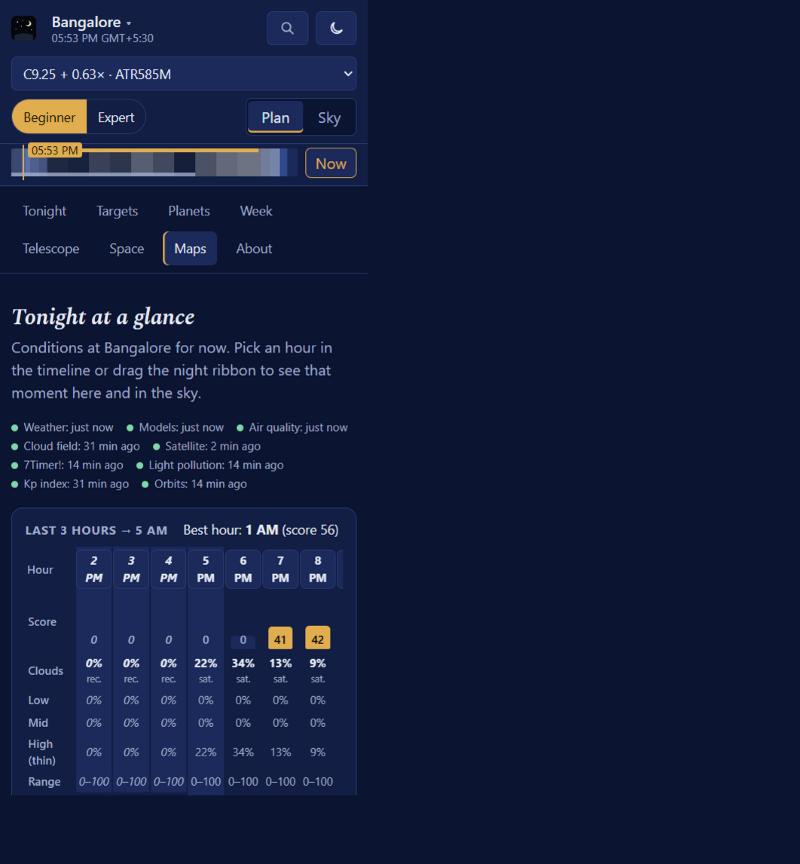 Bangalore
05:53 PM GMT+5:30
C9.25 + 0.63× · ATR585M
Beginner Expert Plan Sky
05:53 PM Now
Tonight Targets Planets Week
Telescope Space Maps About
Tonight at a glance
Conditions at Bangalore for now. Pick an hour in
the timeline or drag the night ribbon to see that
moment here and in the sky.
Weather: just now Models: just now Air quality: just now
Cloud field: 31 min ago Satellite: 2 min ago
7Timer!: 14 min ago Light pollution: 14 min ago
Kp index: 31 min ago Orbits: 14 min ago
LAST 3 HOURS → 5 AM Best hour: 1 AM (score 56)
Hour 2 PM 3 PM 4 PM 5 PM 6 PM 7 PM 8 PM
Score 0 0 0 0 0 41 42
Clouds 0% rec. 0% rec. 0% rec. 22% sat. 34% sat. 13% sat. 9% sat.
Low 0% 0% 0% 0% 0% 0% 0%
Mid 0% 0% 0% 0% 0% 0% 0%
High (thin) 0% 0% 0% 22% 34% 13% 9%
Range 0–100 0–100 0–100 0–100 0–100 0–100 0–100